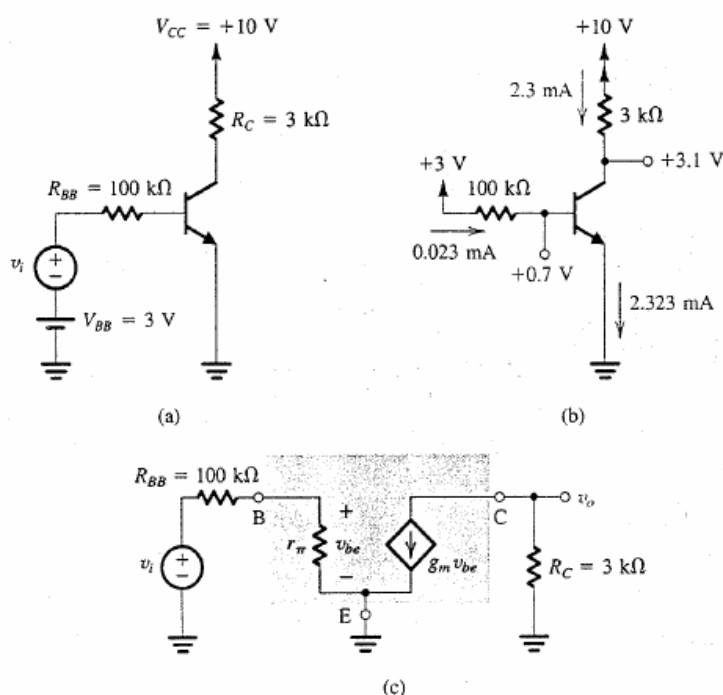 V_CC = +10 V
R_C = 3 kΩ
R_BB = 100 kΩ
v_i
+
−
V_BB = 3 V
(a)
+10 V
2.3 mA
3 kΩ
+3.1 V
+3 V
100 kΩ
0.023 mA
+0.7 V
2.323 mA
(b)
R_BB = 100 kΩ
B
C
v_o
+
r_π
v_be
−
g_m v_be
v_i
+
−
R_C = 3 kΩ
E
(c)